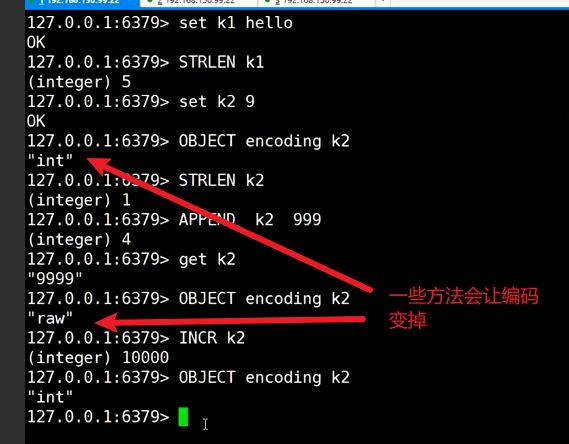 1 192.168.150.99.22 2 192.168.150.99.22 3 192.168.150.99.22
127.0.0.1:6379> set k1 hello
OK
127.0.0.1:6379> STRLEN k1
(integer) 5
127.0.0.1:6379> set k2 9
OK
127.0.0.1:6379> OBJECT encoding k2
"int"
127.0.0.1:6379> STRLEN k2
(integer) 1
127.0.0.1:6379> APPEND  k2  999
(integer) 4
127.0.0.1:6379> get k2
"9999"
127.0.0.1:6379> OBJECT encoding k2
"raw"
127.0.0.1:6379> INCR k2
(integer) 10000
127.0.0.1:6379> OBJECT encoding k2
"int"
127.0.0.1:6379>
一些方法会让编码
变掉